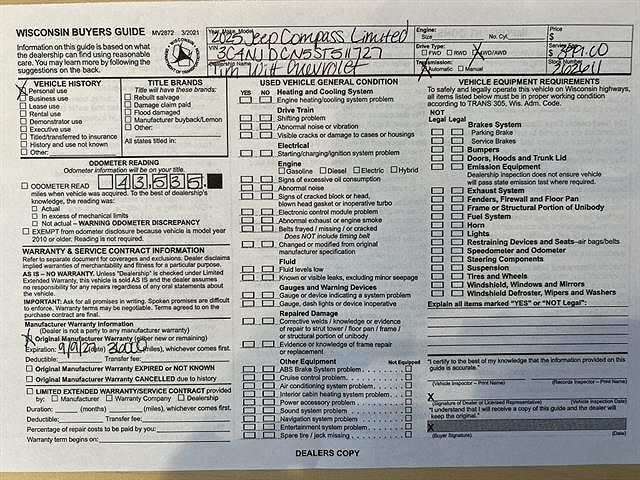 WISCONSIN BUYERS GUIDE MV2872 3/2021
Information on this guide is based on what
the dealership can find using reasonable
care. You may learn more by following the
suggestions on the back.
Year, Make, Model
2025 Jeep Compass Limited
VIN
Dealership Name
Tim Witt Chevrolet
Engine:
Size No. Cyl.
Drive Type:
FWD RWD AWD/4WD
Transmission:
Automatic Manual
Price
$
Service Fee
$ 399.00
Stock Number
VEHICLE HISTORY
X Personal use
Business use
Lease use
Rental use
Demonstrator use
Executive use
Titled/transferred to insurance
History and use not known
Other:
TITLE BRANDS
Title will have these brands:
Rebuilt salvage
Damage claim paid
Flood damaged
Manufacturer buyback/Lemon
Other:
All states titled in:
ODOMETER READING
Odometer information will be on your title.
ODOMETER READ 43535
miles when vehicle was acquired. To the best of dealership's
knowledge, the reading was:
Actual
In excess of mechanical limits
Not actual – WARNING ODOMETER DISCREPANCY
EXEMPT from odometer disclosure because vehicle is model year
2010 or older. Reading is not required.
WARRANTY & SERVICE CONTRACT INFORMATION
Refer to separate document for coverage and exclusions. Dealer disclaims
implied warranties of merchantability and fitness for a particular purpose.
AS IS – NO WARRANTY. Unless "Dealership" is checked under Limited
Extended Warranty, this vehicle is sold AS IS and the dealer assumes
no responsibility for any repairs regardless of any oral statements about
the vehicle.
IMPORTANT: Ask for all promises in writing. Spoken promises are difficult
to enforce. Warranty terms may be negotiable. Terms agreed to on the
purchase contract are final.
Manufacturer Warranty Information
(Dealer is not a party to any manufacturer warranty)
X Original Manufacturer Warranty (either new or remaining)
Expiration: (date) 36000 (miles), whichever comes first.
Deductible: Transfer fee:
Original Manufacturer Warranty EXPIRED or NOT KNOWN
Original Manufacturer Warranty CANCELLED due to history
LIMITED EXTENDED WARRANTY/SERVICE CONTRACT provided
by: Manufacturer Warranty Company Dealership
Duration: (months) (miles), whichever comes first.
Deductible: Transfer fee:
Percentage of repair costs to be paid by you:
Warranty term begins on:
USED VEHICLE GENERAL CONDITION
YES NO
Heating and Cooling System
Engine heating/cooling system problem
Drive Train
Shifting problem
Abnormal noise or vibration
Visible cracks or damage to cases or housings
Electrical
Starting/charging/ignition system problem
Engine
Gasoline Diesel Electric Hybrid
Signs of excessive oil consumption
Abnormal noise
Signs of cracked block or head,
blown head gasket or inoperative turbo
Electronic control module problem
Abnormal exhaust or engine smoke
Belts frayed / missing / or cracked
Does NOT include timing belt
Changed or modified from original
manufacturer specification
Fluid
Fluid levels low
Known or visible leaks, excluding minor seepage
Gauges and Warning Devices
Gauge or device indicating a system problem
Gauge, dash lights or device inoperative
Repaired Damage
Corrective welds / knowledge or evidence
of repair to strut tower / floor pan / frame /
or structural portion of unibody
Evidence or knowledge of frame repair
or replacement
Other Equipment Not Equipped
ABS Brake System problem
Cruise control problem
Air conditioning system problem
Interior cabin heating system problem
Power accessory problem
Sound system problem
Navigation system problem
Entertainment system problem
Spare tire / jack missing
VEHICLE EQUIPMENT REQUIREMENTS
To safely and legally operate this vehicle on Wisconsin highways,
all items listed below must be in proper working condition
according to TRANS 305, Wis. Adm. Code.
NOT
Legal Legal
Brakes System
Parking Brake
Service Brakes
Bumpers
Doors, Hoods and Trunk Lid
Emission Equipment
Dealership inspection does not ensure vehicle
will pass state emission test where required.
Exhaust System
Fenders, Firewall and Floor Pan
Frame or Structural Portion of Unibody
Fuel System
Horn
Lights
Restraining Devices and Seats–air bags/belts
Speedometer and Odometer
Steering Components
Suspension
Tires and Wheels
Windshield, Windows and Mirrors
Windshield Defroster, Wipers and Washers
Explain all items marked "YES" or "NOT Legal":
"I certify to the best of my knowledge that the information provided on this
guide is accurate."
(Vehicle Inspector – Print Name) (Records Inspector – Print Name)
X
(Signature of Dealer or Licensed Representative) (Vehicle Inspection Date)
"I understand that I will receive a copy of this guide and the dealer will
keep the original."
X
(Buyer Signature) (Date)
DEALERS COPY